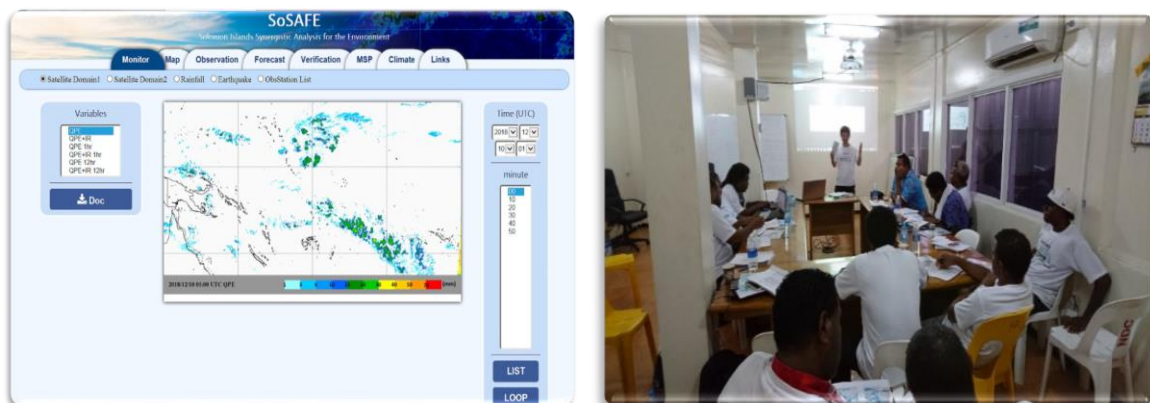 SoSAFE
Solomon Islands Synergistic Analysis for the Environment
Monitor Map Observation Forecast Verification MSP Climate Links
Satellite Domain1 Satellite Domain2 Rainfall Earthquake ObsStation List
Variables
QPE
QPE+IR
QPE 1hr
QPE+IR 1hr
QPE 12hr
QPE+IR 12hr
Doc
2018/12/10 01:00 UTC QPE
[mm]
Time (UTC)
2018 12
10 01
minute
00
10
20
30
40
50
LIST
LOOP
NDC